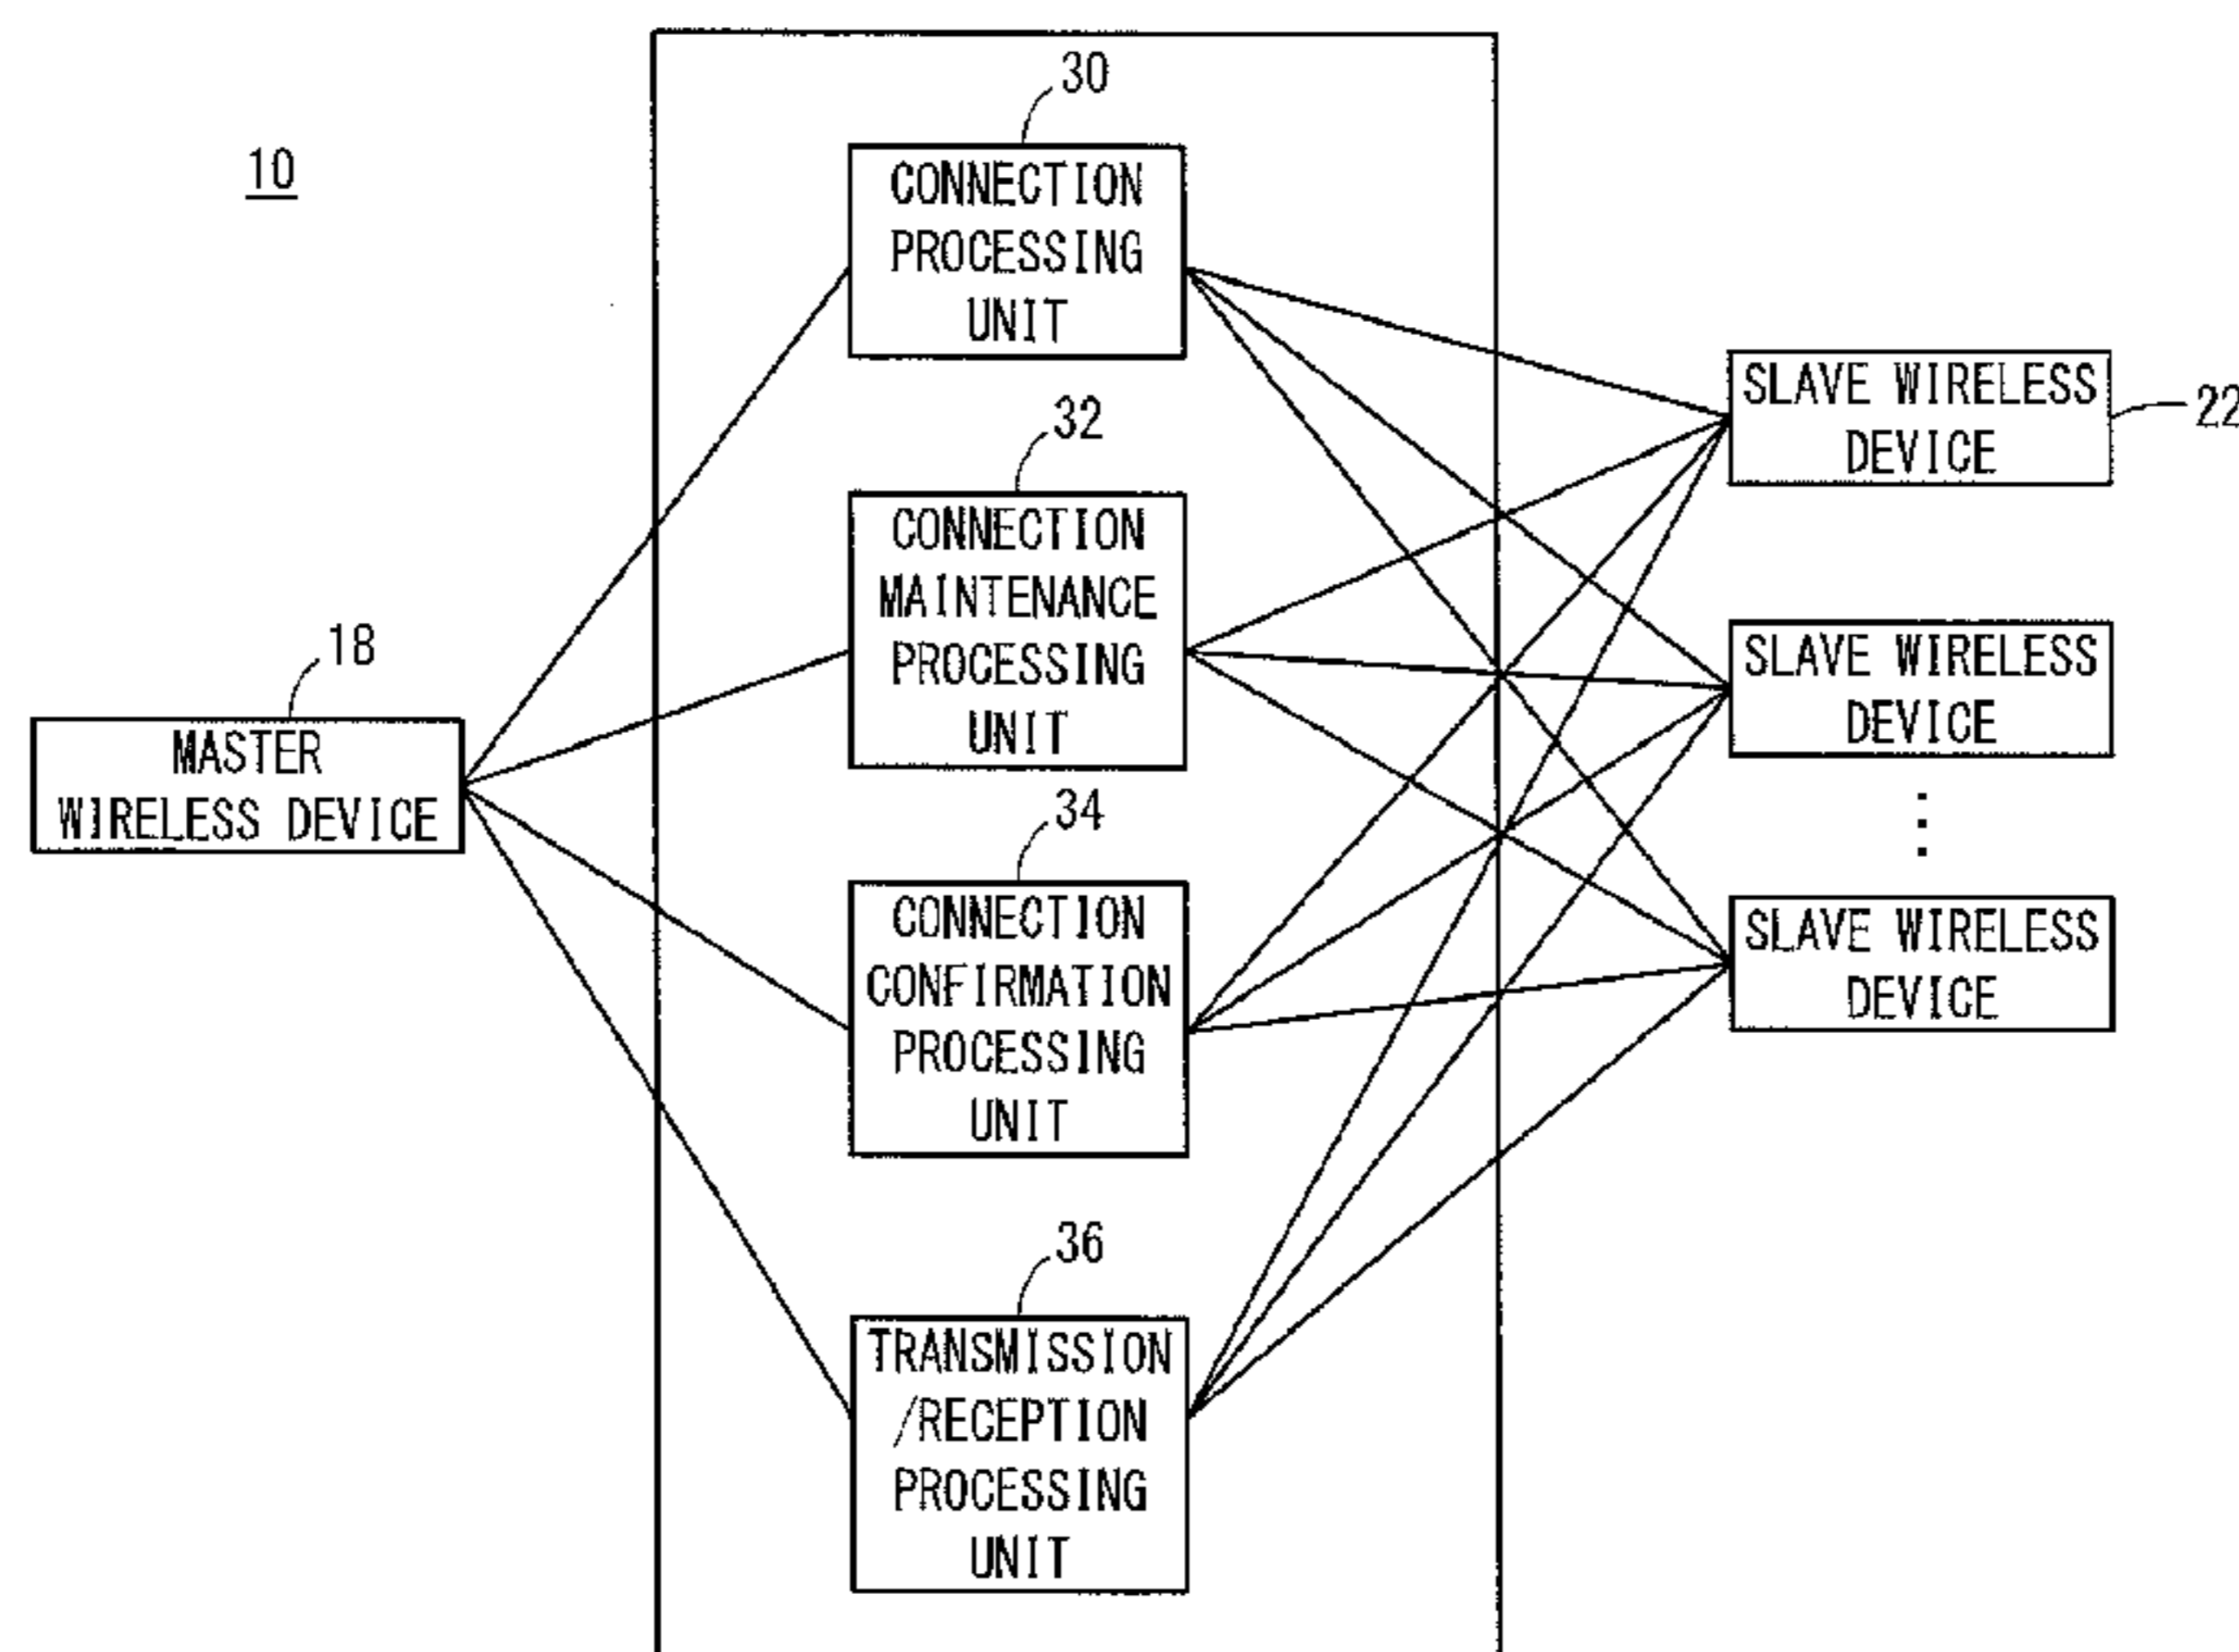 10
30
CONNECTION
PROCESSING
UNIT
32
CONNECTION
MAINTENANCE
PROCESSING
UNIT
18
MASTER
WIRELESS DEVICE
34
CONNECTION
CONFIRMATION
PROCESSING
UNIT
36
TRANSMISSION
/RECEPTION
PROCESSING
UNIT
SLAVE WIRELESS
DEVICE
22
SLAVE WIRELESS
DEVICE
SLAVE WIRELESS
DEVICE